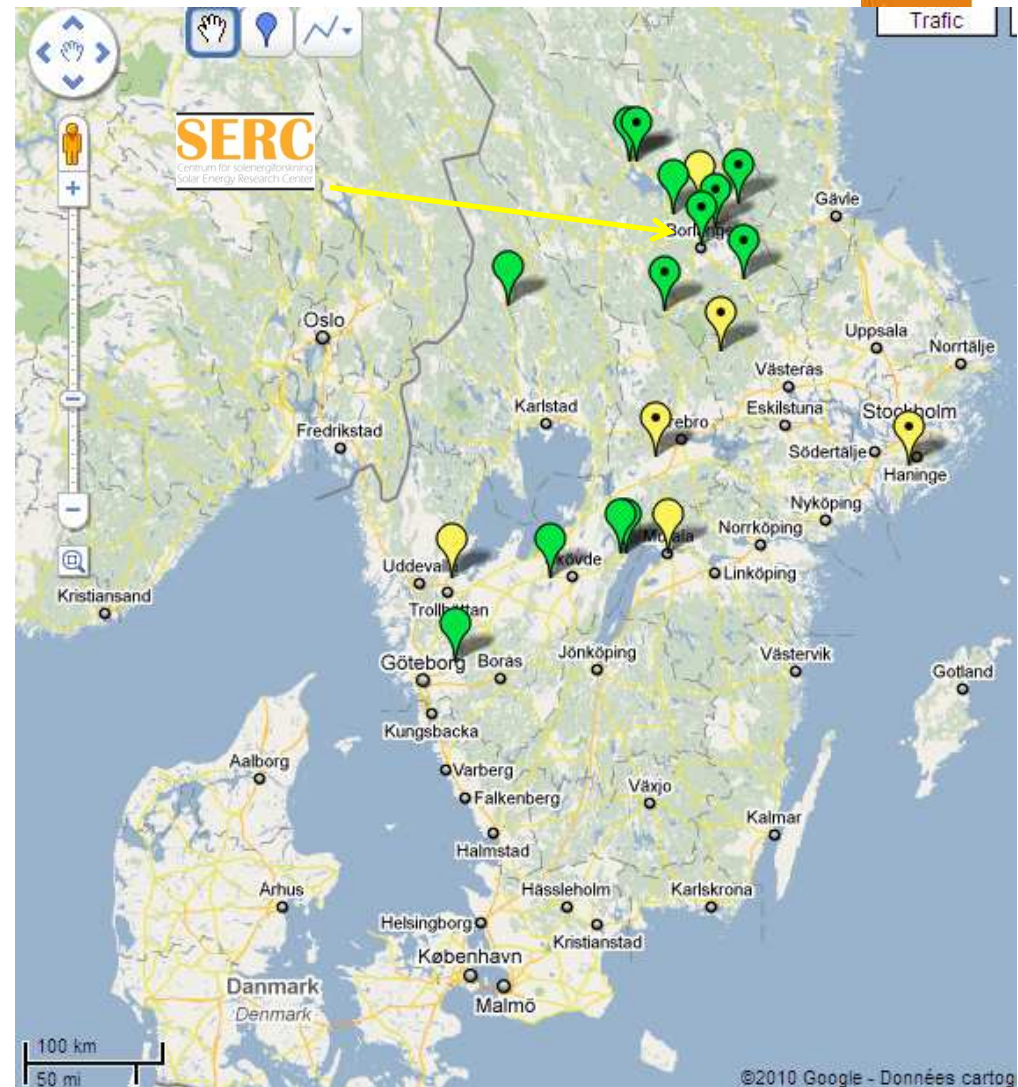 Trafic
SERC
Centrum för solenergiforskning
Solar Energy Research Center
Gävle
Oslo
Uppsala
Norrtälje
Västerås
Karlstad
Eskilstuna
Fredrikstad
Södertälje
Haninge
Nyköping
Norrköping
Uddevalla
Linköping
Kristiansand
Jönköping
Västervik
Göteborg
Borås
Gotland
Kungsbacka
Aalborg
Varberg
Växjo
Falkenberg
Kalmar
Halmstad
Århus
Hässleholm
Karlskrona
Helsingborg
Kristianstad
København
Danmark
Malmö
Denmark
100 km
50 mi
©2010 Google - Données cartog